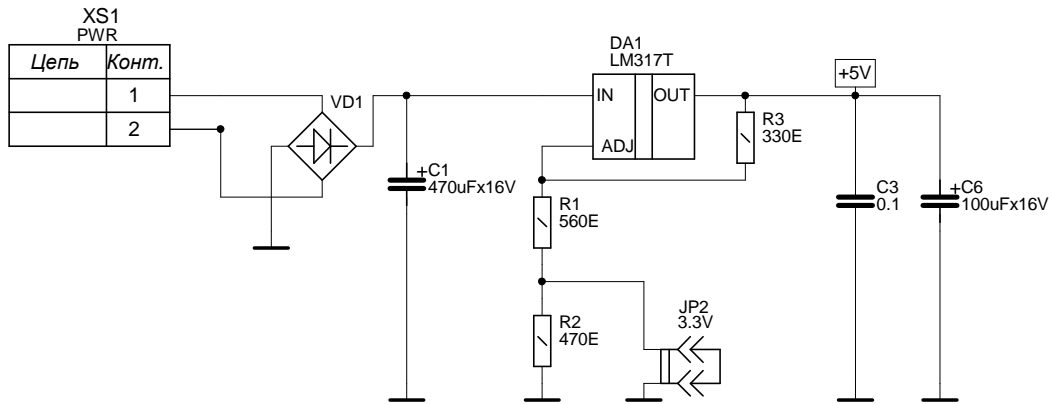 XS1
PWR
Цепь Конт.
1
2
VD1
+C1
470uFx16V
DA1
LM317T
IN OUT
ADJ
R3
330E
+5V
R1
560E
C3
0.1
+C6
100uFx16V
R2
470E
JP2
3.3V